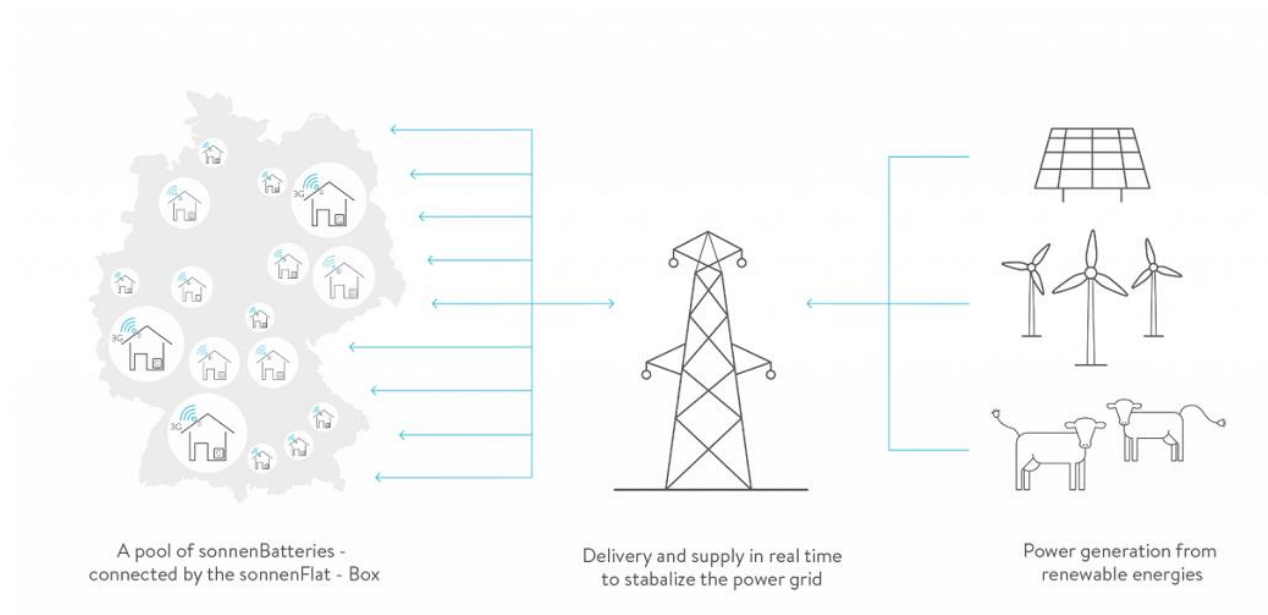 3G
3G
3G
A pool of sonnenBatteries -
connected by the sonnenFlat - Box
Delivery and supply in real time
to stabalize the power grid
Power generation from
renewable energies